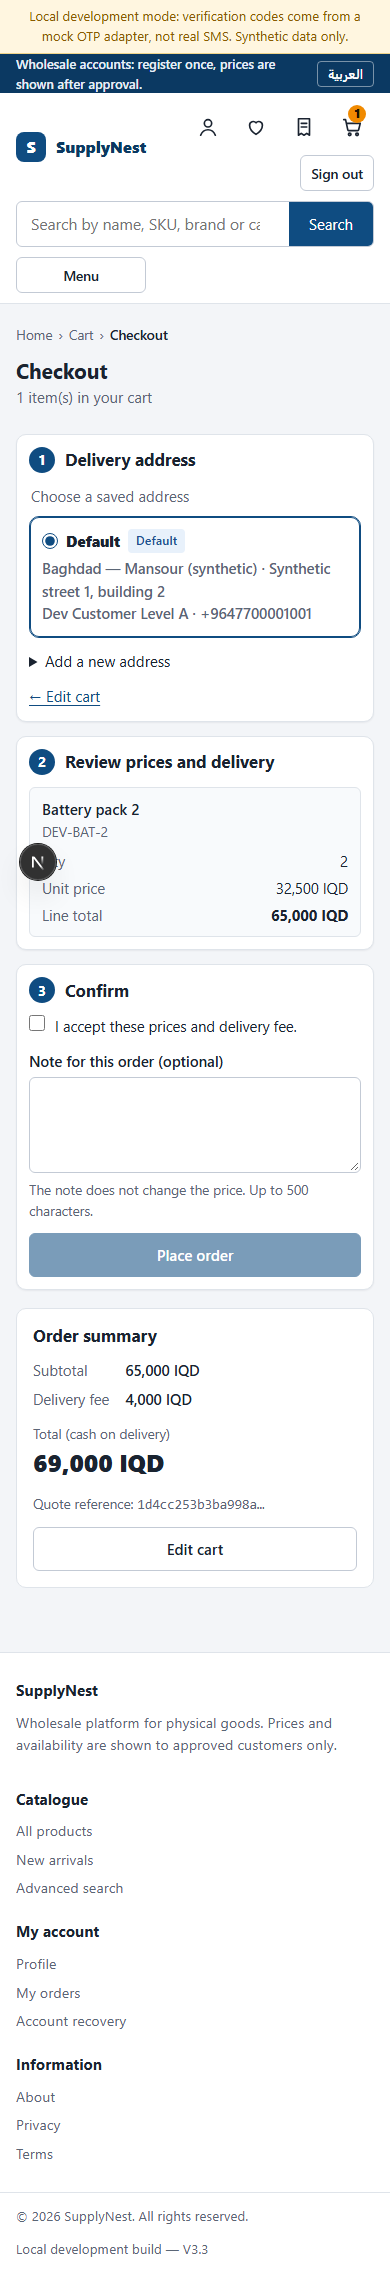 Local development mode: verification codes come from a
mock OTP adapter, not real SMS. Synthetic data only.
Wholesale accounts: register once, prices are
shown after approval.
العربية
1
S SupplyNest
Sign out
Search by name, SKU, brand or ca
Search
Menu
Home › Cart › Checkout
Checkout
1 item(s) in your cart
1 Delivery address
Choose a saved address
Default Default
Baghdad — Mansour (synthetic) · Synthetic
street 1, building 2
Dev Customer Level A · +9647700001001
▶ Add a new address
← Edit cart
2 Review prices and delivery
Battery pack 2
DEV-BAT-2
N
2
Unit price 32,500 IQD
Line total 65,000 IQD
3 Confirm
I accept these prices and delivery fee.
Note for this order (optional)
The note does not change the price. Up to 500
characters.
Place order
Order summary
Subtotal 65,000 IQD
Delivery fee 4,000 IQD
Total (cash on delivery)
69,000 IQD
Quote reference: 1d4cc253b3ba998a…
Edit cart
SupplyNest
Wholesale platform for physical goods. Prices and
availability are shown to approved customers only.
Catalogue
All products
New arrivals
Advanced search
My account
Profile
My orders
Account recovery
Information
About
Privacy
Terms
© 2026 SupplyNest. All rights reserved.
Local development build — V3.3